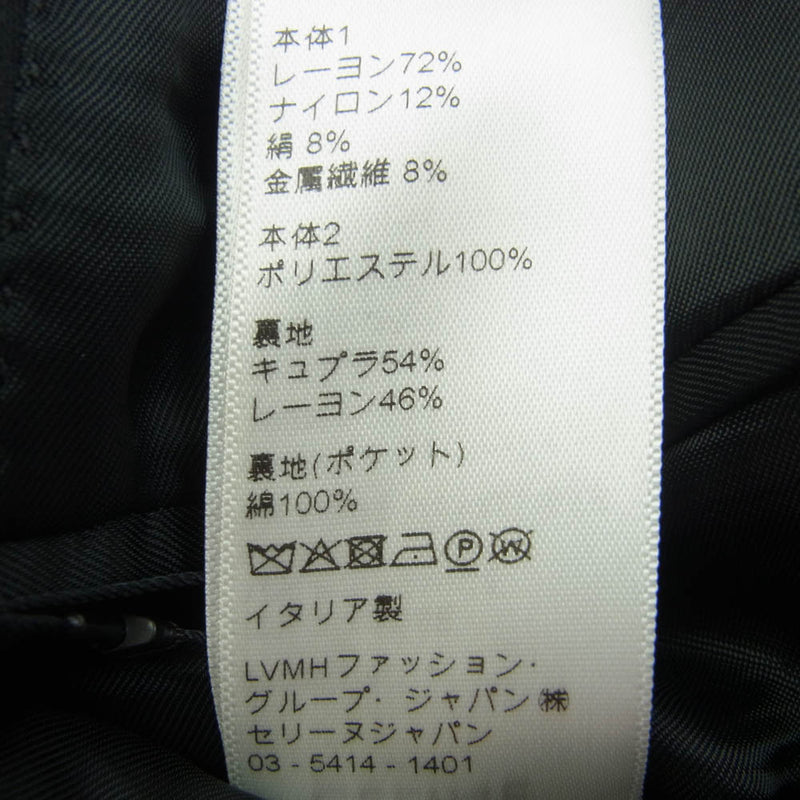 本体1
レーヨン72%
ナイロン12%
絹 8%
金属繊維 8%
本体2
ポリエステル100%
裏地
キュプラ54%
レーヨン46%
裏地(ポケット)
綿100%
P W
イタリア製
LVMHファッション·
グループ· ジャパン ㈱
セリーヌジャパン
03 - 5414 - 1401